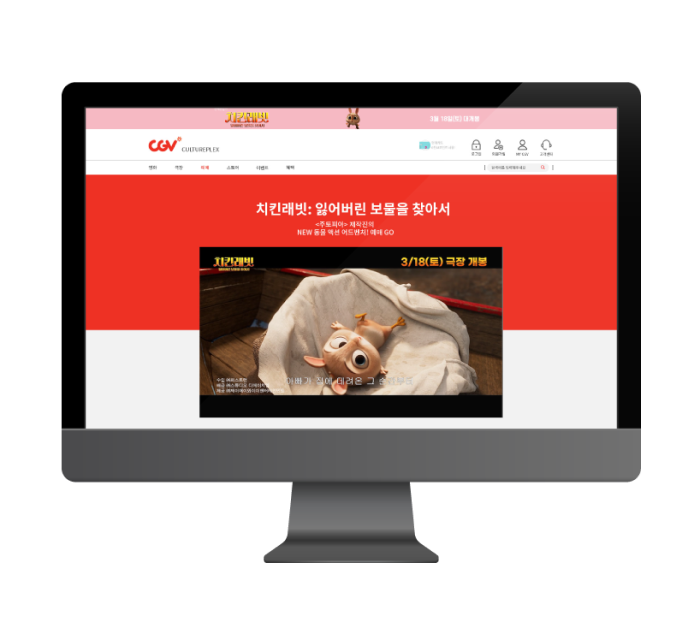 치킨래빗
3월 18일(토) 대개봉
CGV
CULTUREPLEX
로그인
회원가입
MY CGV
고객센터
영화
극장
예매
스토어
이벤트
혜택
치킨래빗: 잃어버린 보물을 찾아서
<주토피아> 제작진의
NEW 동물 액션 어드벤처! 예매 GO
치킨래빗
3/18(토) 극장 개봉
아빠가 집에 데려온 그 순간부터